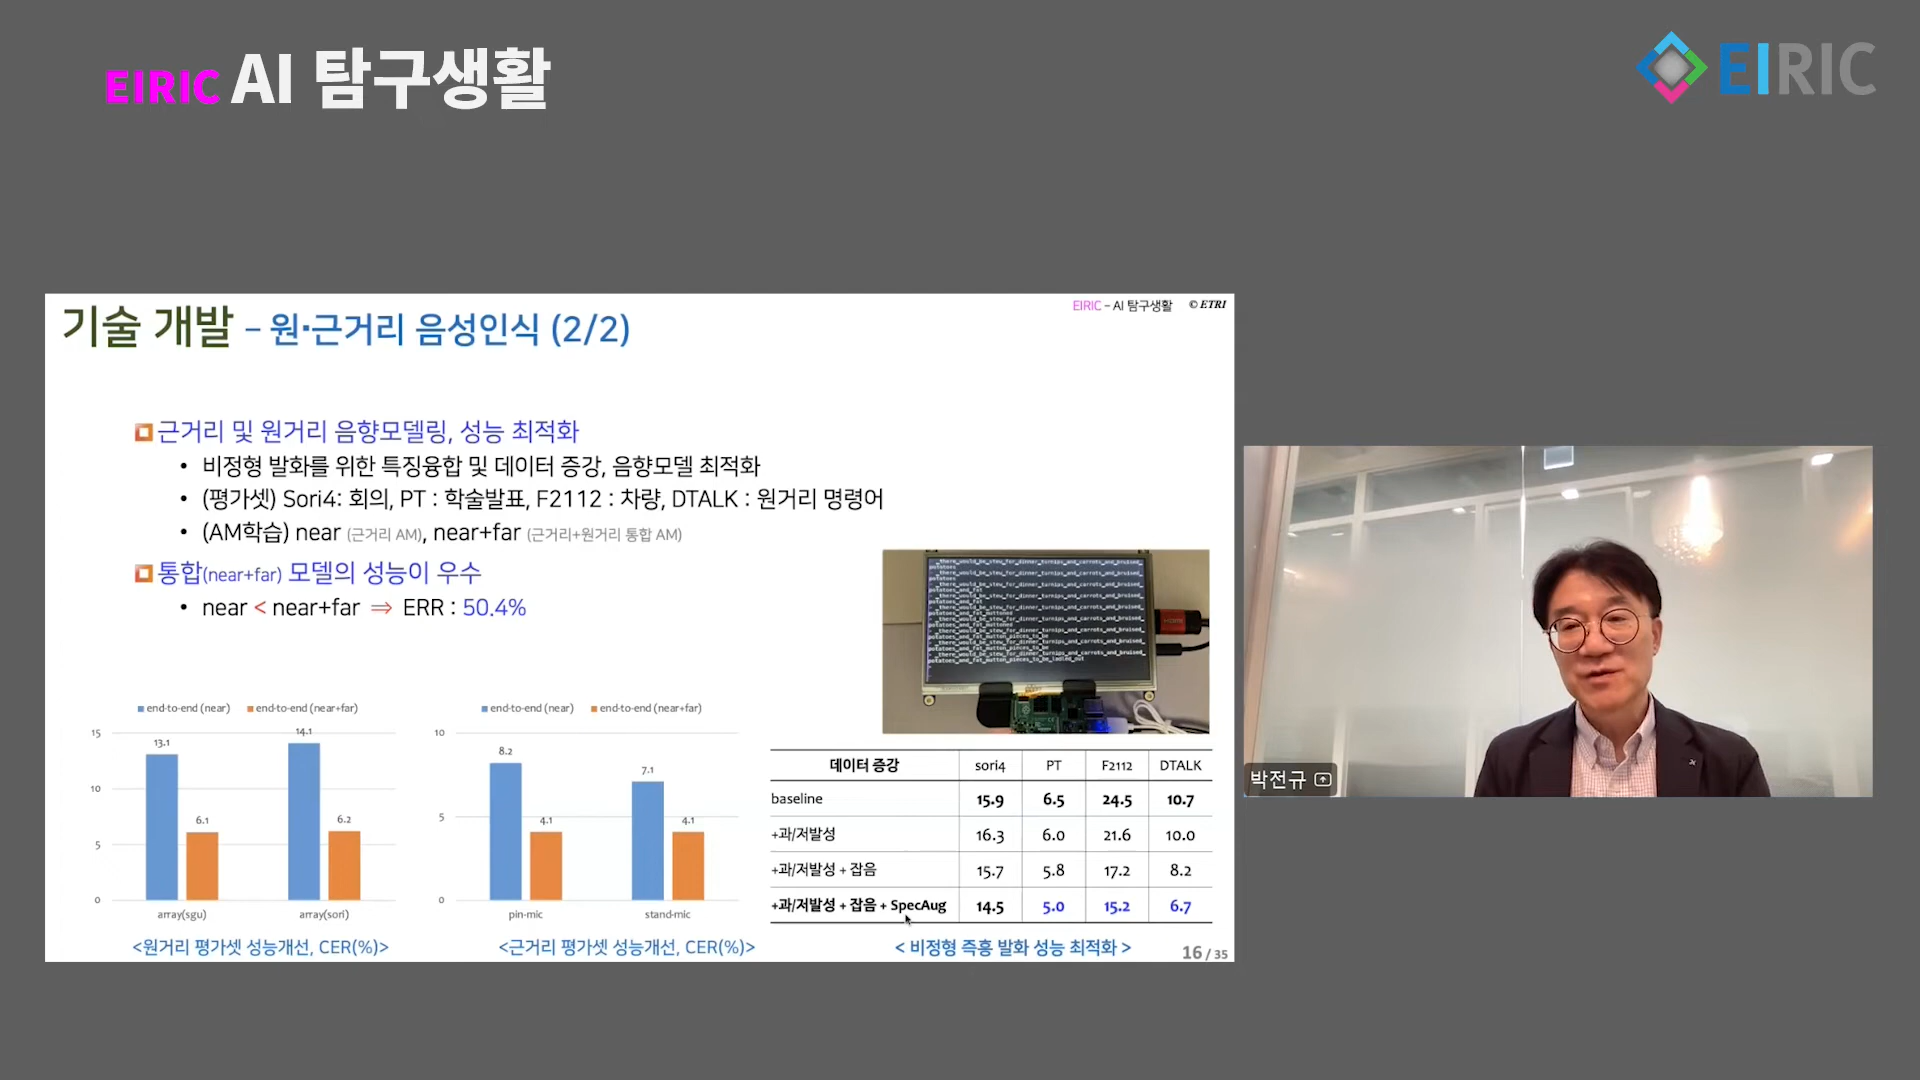 EIRIC AI 탐구생활
EIRIC
EIRIC – AI 탐구생활 © ETRI
기술 개발 – 원·근거리 음성인식 (2/2)
근거리 및 원거리 음향모델링, 성능 최적화
• 비정형 발화를 위한 특징융합 및 데이터 증강, 음향모델 최적화
• (평가셋) Sori4: 회의, PT : 학술발표, F2112 : 차량, DTALK : 원거리 명령어
• (AM학습) near (근거리 AM), near+far (근거리+원거리 통합 AM)
통합(near+far) 모델의 성능이 우수
• near < near+far ⇒ ERR : 50.4%
end-to-end (near) end-to-end (near+far)
15
10
5
0
13.1
6.1
14.1
6.2
array(sgu) array(sori)
<원거리 평가셋 성능개선, CER(%)>
end-to-end (near) end-to-end (near+far)
10
5
0
8.2
4.1
7.1
4.1
pin-mic stand-mic
<근거리 평가셋 성능개선, CER(%)>
데이터 증강 sori4 PT F2112 DTALK
baseline 15.9 6.5 24.5 10.7
+과/저발성 16.3 6.0 21.6 10.0
+과/저발성 + 잡음 15.7 5.8 17.2 8.2
+과/저발성 + 잡음 + SpecAug 14.5 5.0 15.2 6.7
< 비정형 즉흥 발화 성능 최적화 >
16 / 35
박전규